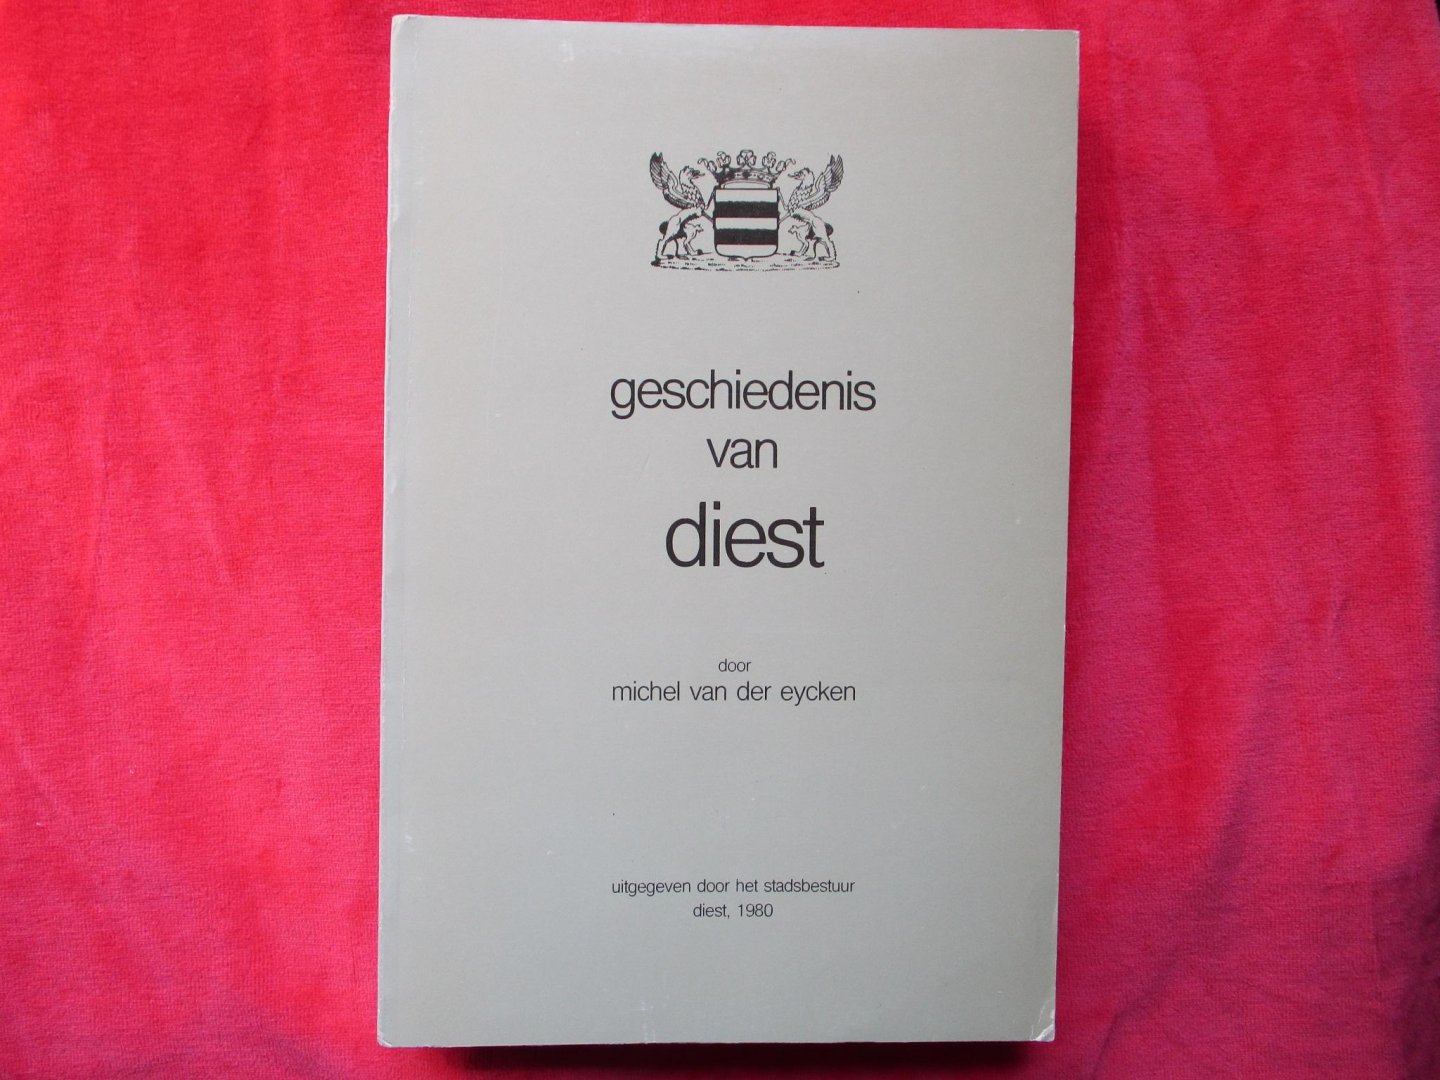 geschiedenis
van
diest
door
michel van der eycken
uitgegeven door het stadsbestuur
diest, 1980